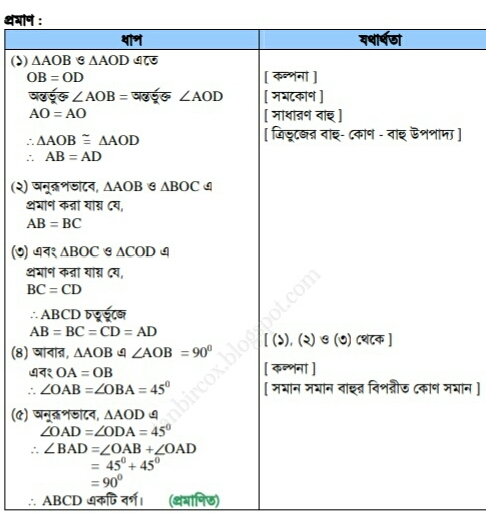 প্রমাণ :
ধাপ যথার্থতা
(১) ΔAOB ও ΔAOD এতে
OB = OD [ কল্পনা ]
অন্তর্ভুক্ত ∠AOB = অন্তর্ভুক্ত ∠AOD [ সমকোণ ]
AO = AO [ সাধারণ বাহু ]
∴ ΔAOB ≅ ΔAOD [ ত্রিভুজের বাহু- কোণ - বাহু উপপাদ্য ]
∴ AB = AD
(২) অনুরূপভাবে, ΔAOB ও ΔBOC এ
প্রমাণ করা যায় যে,
AB = BC
(৩) এবং ΔBOC ও ΔCOD এ
প্রমাণ করা যায় যে,
BC = CD
∴ ABCD চতুর্ভুজে
AB = BC = CD = AD [ (১), (২) ও (৩) থেকে ]
(৪) আবার, ΔAOB এ ∠AOB = 90⁰
এবং OA = OB [ কল্পনা ]
∴ ∠OAB =∠OBA = 45⁰ [ সমান সমান বাহুর বিপরীত কোণ সমান ]
(৫) অনুরূপভাবে, ΔAOD এ
∠OAD =∠ODA = 45⁰
∴ ∠BAD =∠OAB +∠OAD
= 45⁰ + 45⁰
= 90⁰
∴ ABCD একটি বর্গ। (প্রমাণিত)